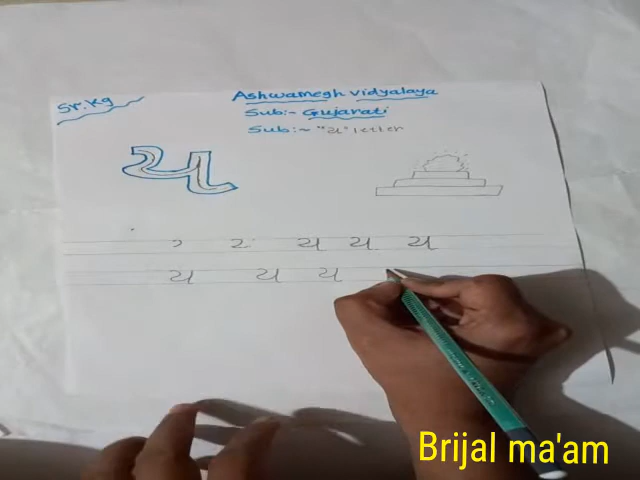 Sr.Kg
Ashwamegh Vidyalaya
Sub:- Gujarati
Sub:~ "ય" letter
ય
ય ય ય
ય ય ય
Brijal ma'am